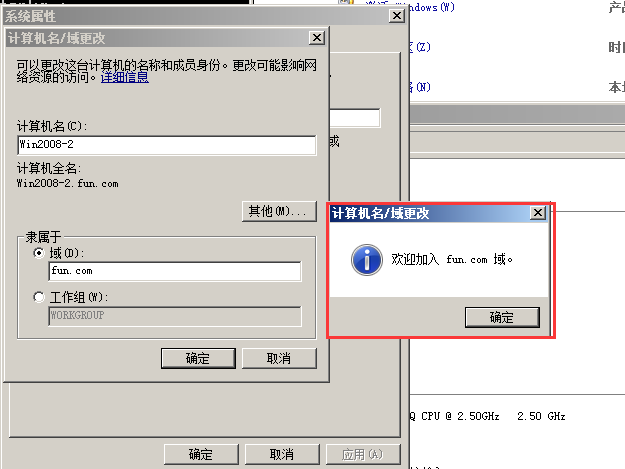 系统属性
计算机名/域更改
可以更改这台计算机的名称和成员身份。更改可能影响网
络资源的访问。详细信息
计算机名(C):
Win2008-2
计算机全名:
Win2008-2.fun.com
其他(M)...
隶属于
域(D):
fun.com
工作组(W):
WORKGROUP
确定
取消
计算机名/域更改
欢迎加入 fun.com 域。
确定
确定
取消
应用(A)
indows(W)
(Z)
(N)
或
产
时
本
Q CPU @ 2.50GHz 2.50 GHz